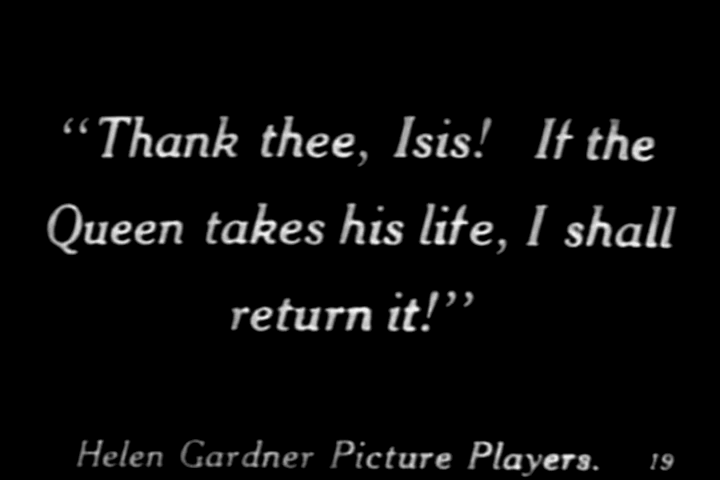 “Thank thee, Isis! If the
Queen takes his life, I shall
return it!”
Helen Gardner Picture Players. 19